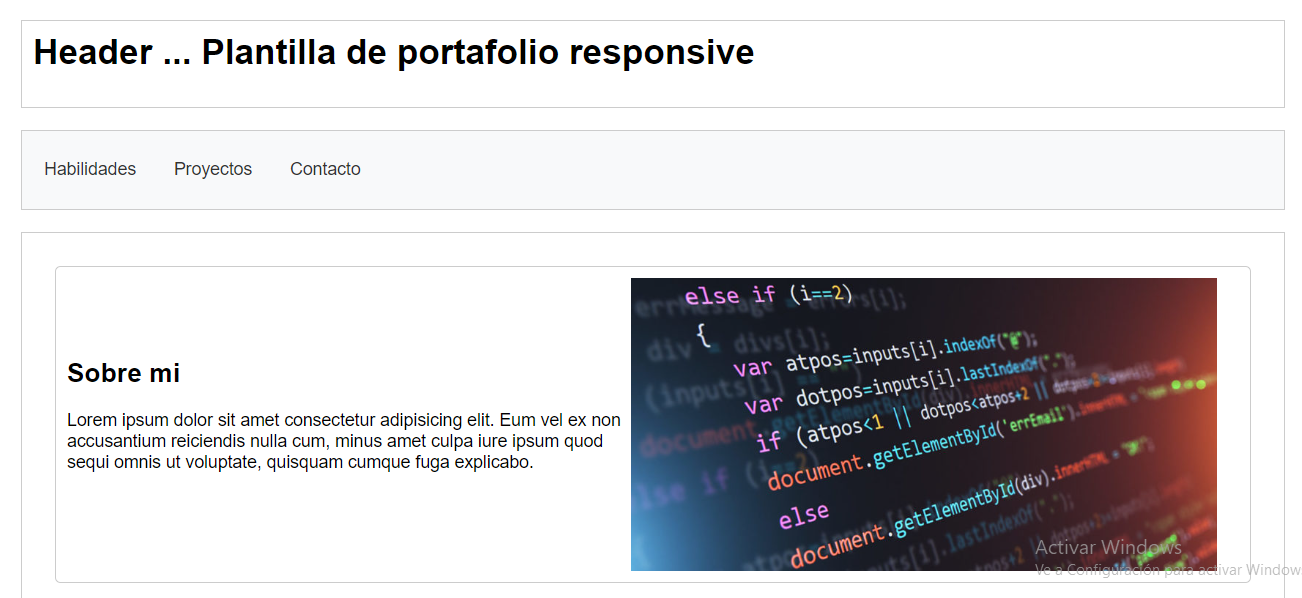 Header ... Plantilla de portafolio responsive
Habilidades
Proyectos
Contacto
Sobre mi
Lorem ipsum dolor sit amet consectetur adipisicing elit. Eum vel ex non
accusantium reiciendis nulla cum, minus amet culpa iure ipsum quod
sequi omnis ut voluptate, quisquam cumque fuga explicabo.
else if (i==2)
{
var atpos=inputs[i].indexOf("@");
var dotpos=inputs[i].lastIndexOf(".");
if (atpos<1 || dotpos<atpos+2 ||
document.getElementById('errEmail').innerHTML =
else
document.getElementById(div).innerHTML =
Activar Windows
Ve a Configuración para activar Window